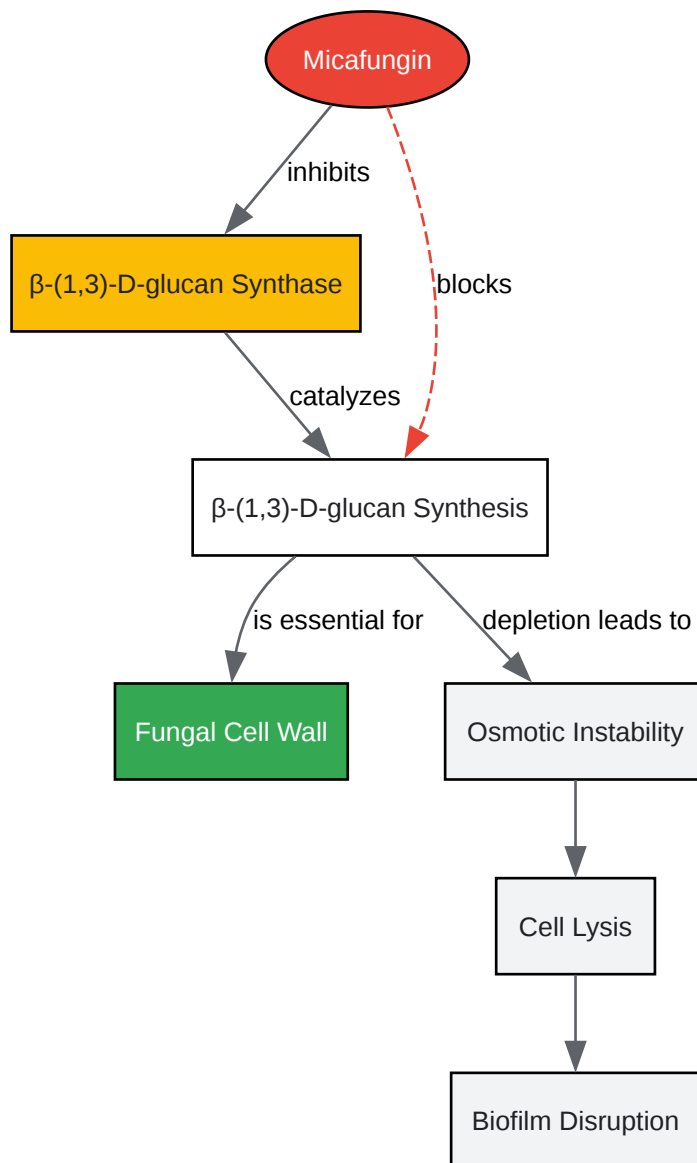 Micafungin
inhibits
β-(1,3)-D-glucan Synthase
blocks
catalyzes
β-(1,3)-D-glucan Synthesis
is essential for
depletion leads to
Fungal Cell Wall
Osmotic Instability
Cell Lysis
Biofilm Disruption